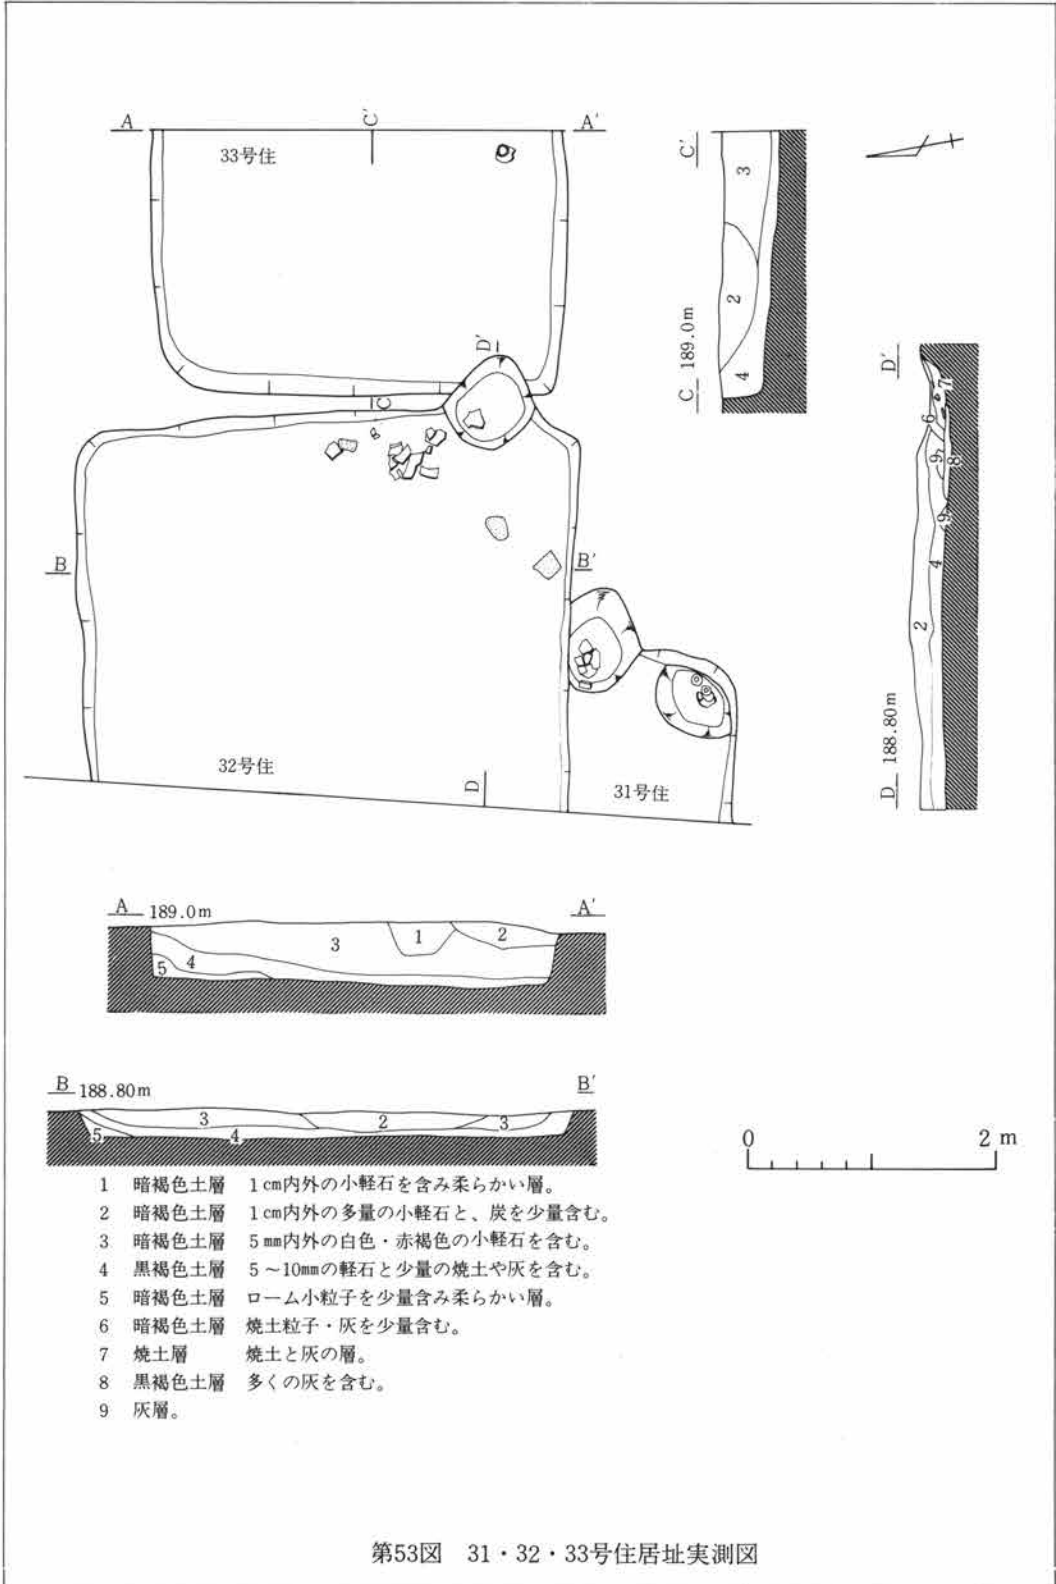 A C' A'
33号住
D'
C
B B'
32号住
D
31号住
C'
3
2
4
C 189.0m
D'
7
6
9
8
9
4
2
D 188.80m
A 189.0m A'
3 1 2
4
5
B 188.80m B'
3 2 3
5 4
0 2 m
1 暗褐色土層 1cm内外の小軽石を含み柔らかい層。
2 暗褐色土層 1cm内外の多量の小軽石と、炭を少量含む。
3 暗褐色土層 5mm内外の白色・赤褐色の小軽石を含む。
4 黒褐色土層 5～10mmの軽石と少量の焼土や灰を含む。
5 暗褐色土層 ローム小粒子を少量含み柔らかい層。
6 暗褐色土層 焼土粒子・灰を少量含む。
7 焼土層 焼土と灰の層。
8 黒褐色土層 多くの灰を含む。
9 灰層。
第53図 31・32・33号住居址実測図